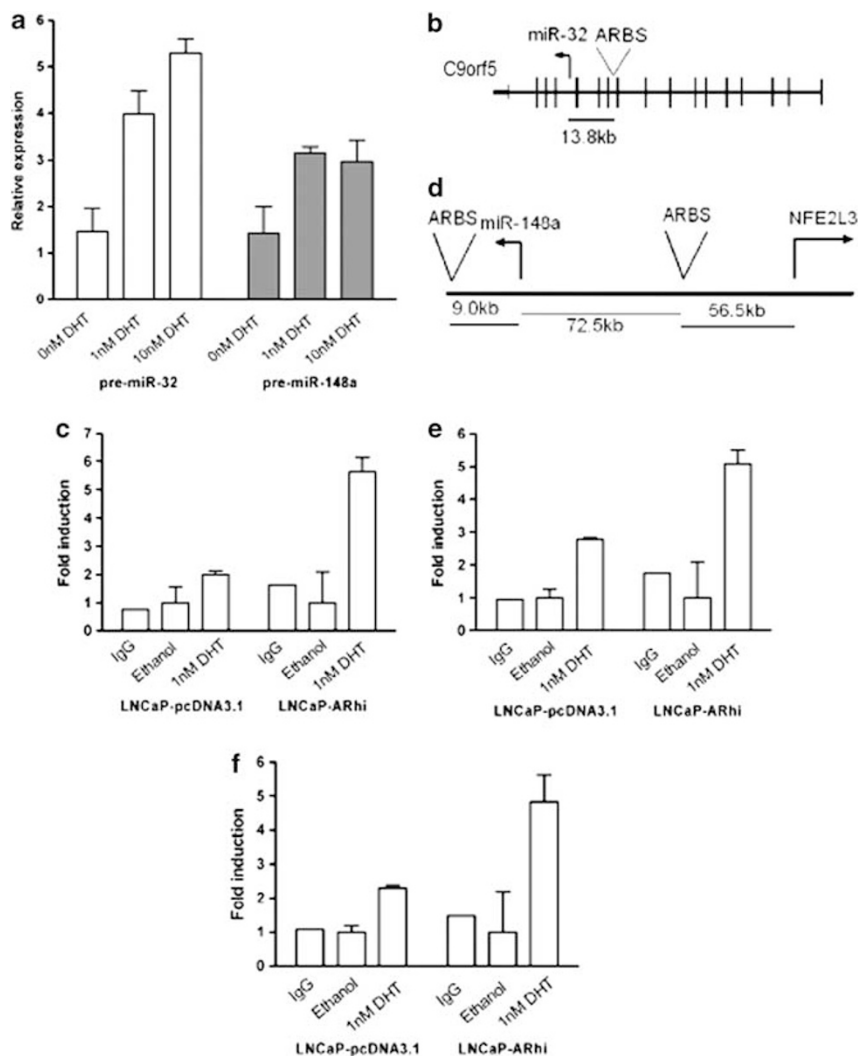 a
6
5
4
3
2
1
0
Relative expression
0nM DHT
1nM DHT
10nM DHT
0nM DHT
1nM DHT
10nM DHT
pre-miR-32
pre-miR-148a
b
miR-32 ARBS
C9orf5
13.8kb
d
ARBS miR-148a
ARBS
NFE2L3
9.0kb
72.5kb
56.5kb
c
7
6
5
4
3
2
1
0
Fold induction
IgG
Ethanol
1nM DHT
IgG
Ethanol
1nM DHT
LNCaP-pcDNA3.1
LNCaP-ARhi
e
6
5
4
3
2
1
0
Fold induction
IgG
Ethanol
1nM DHT
IgG
Ethanol
1nM DHT
LNCaP-pcDNA3.1
LNCaP-ARhi
f
6
5
4
3
2
1
0
Fold induction
IgG
Ethanol
1nM DHT
IgG
Ethanol
1nM DHT
LNCaP-pcDNA3.1
LNCaP-ARhi